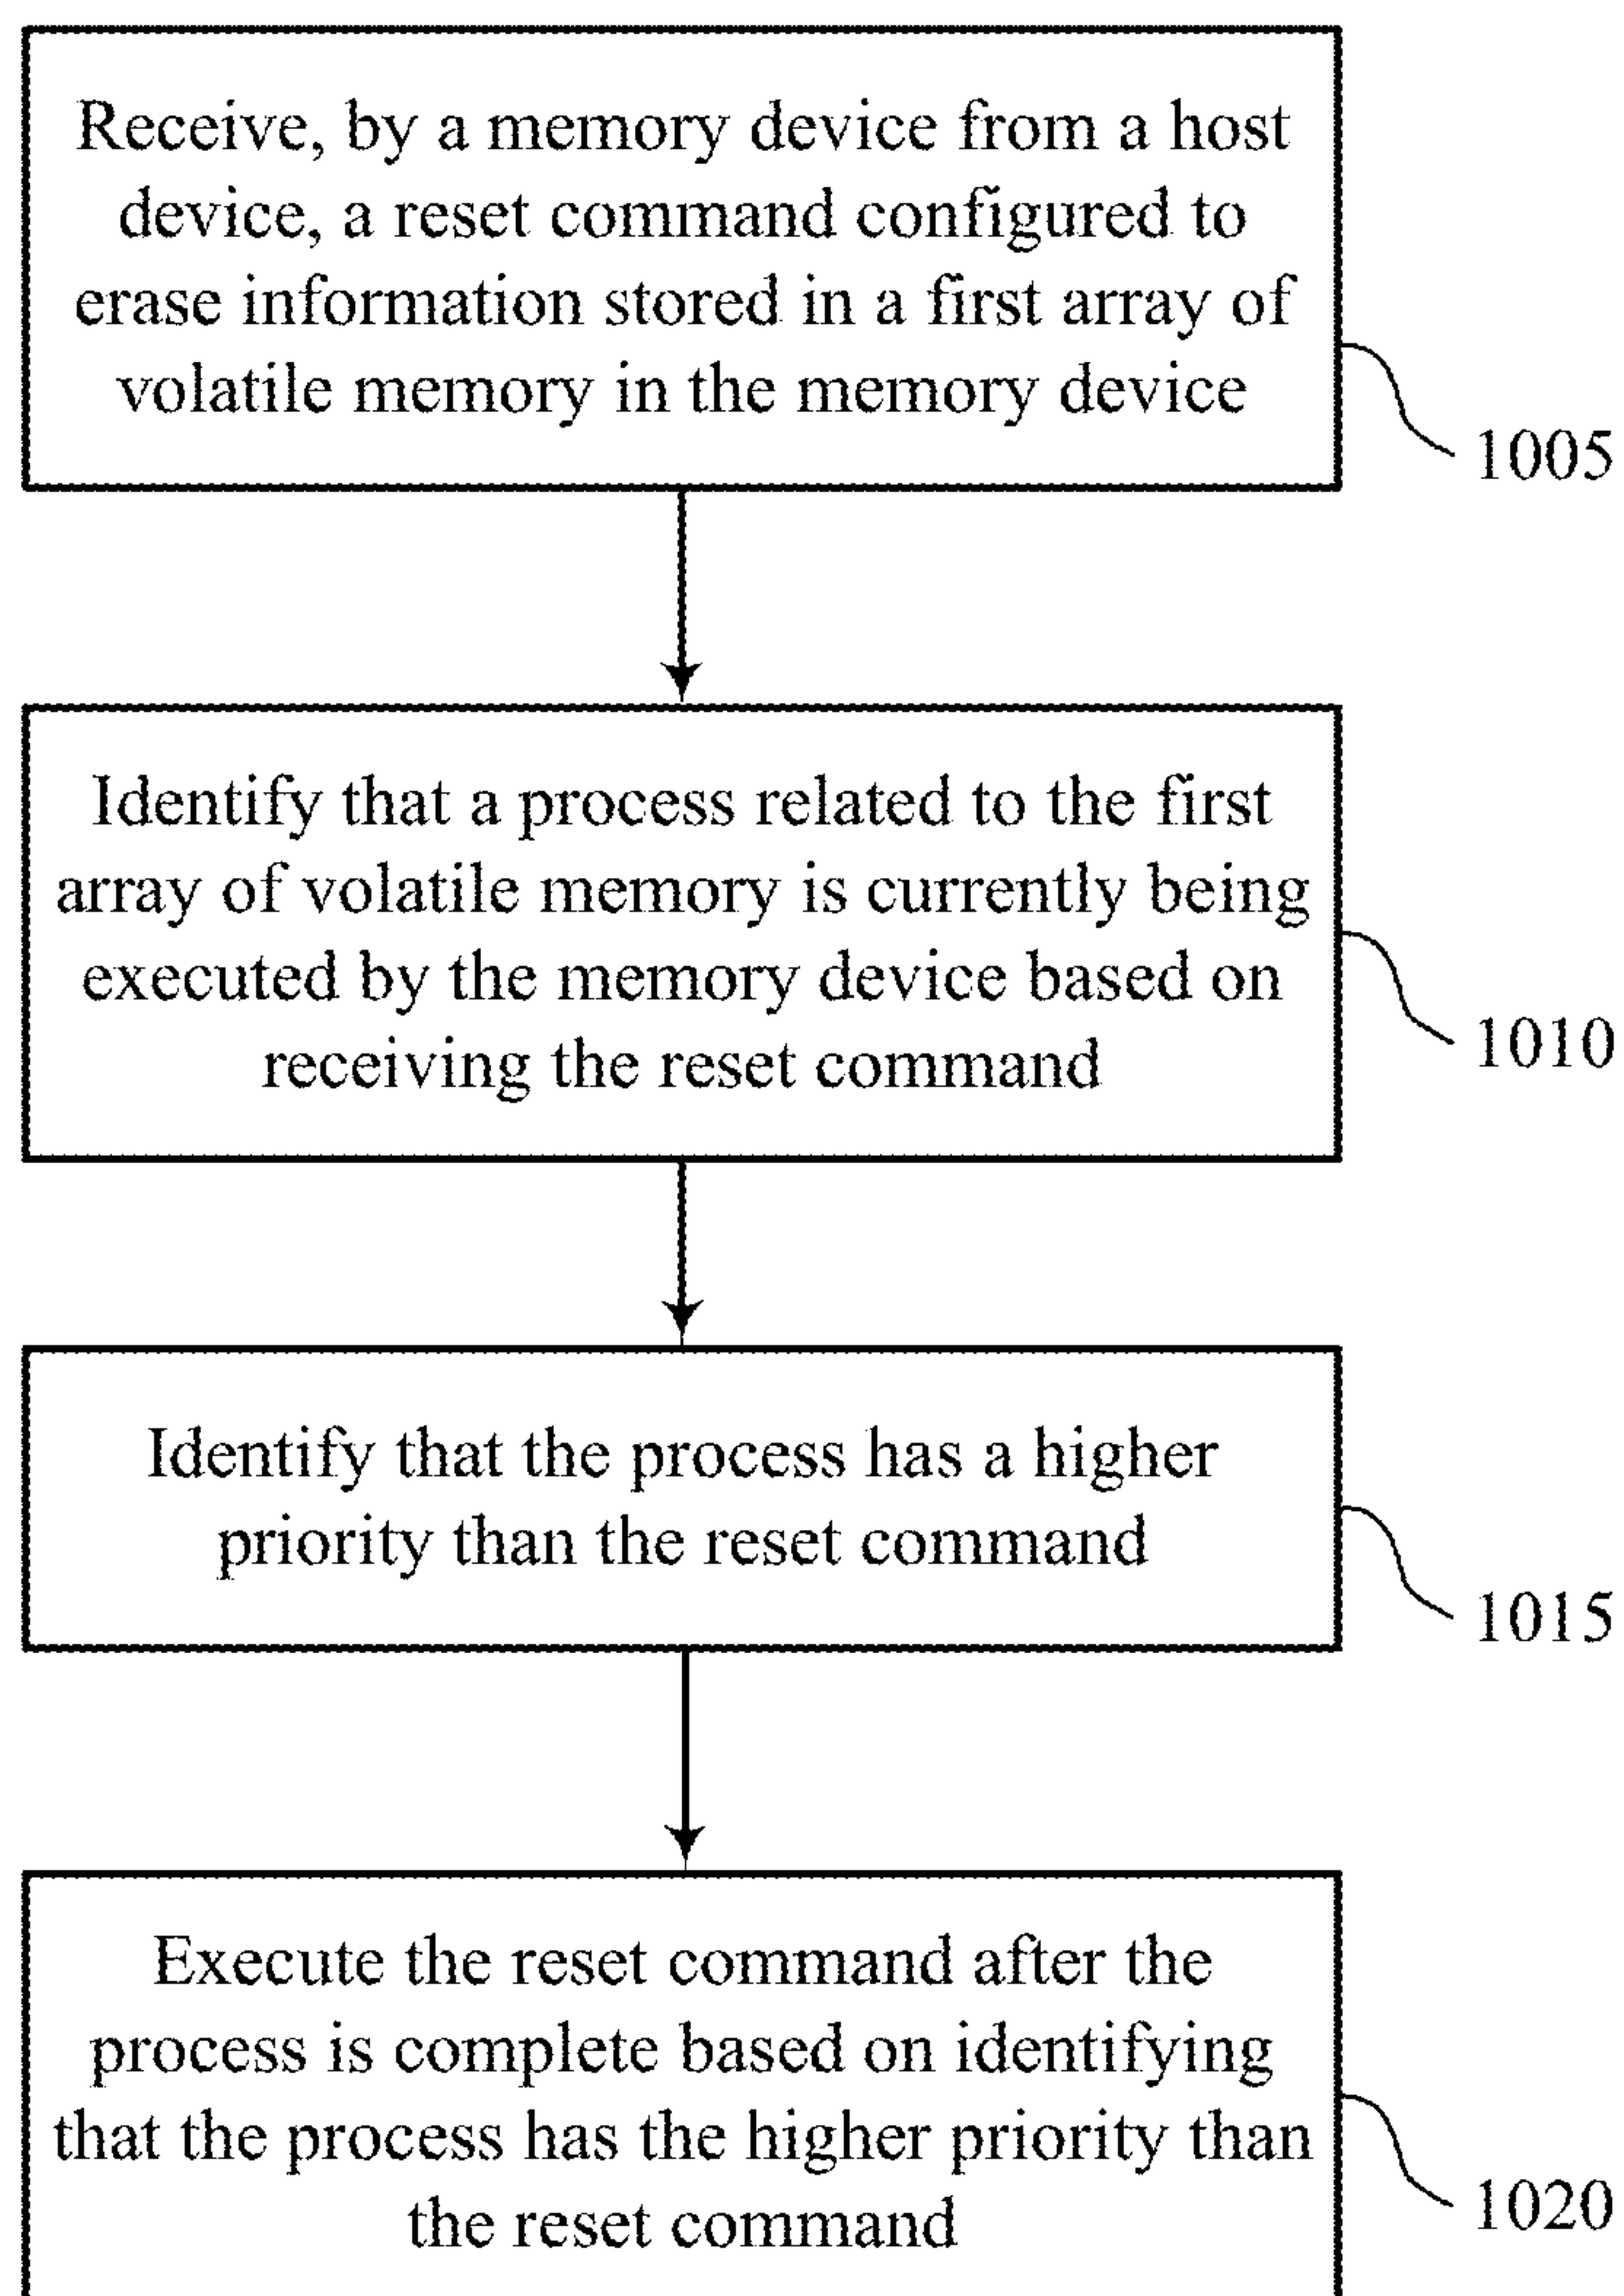 Receive, by a memory device from a host
device, a reset command configured to
erase information stored in a first array of
volatile memory in the memory device
1005
Identify that a process related to the first
array of volatile memory is currently being
executed by the memory device based on
receiving the reset command
1010
Identify that the process has a higher
priority than the reset command
1015
Execute the reset command after the
process is complete based on identifying
that the process has the higher priority than
the reset command
1020